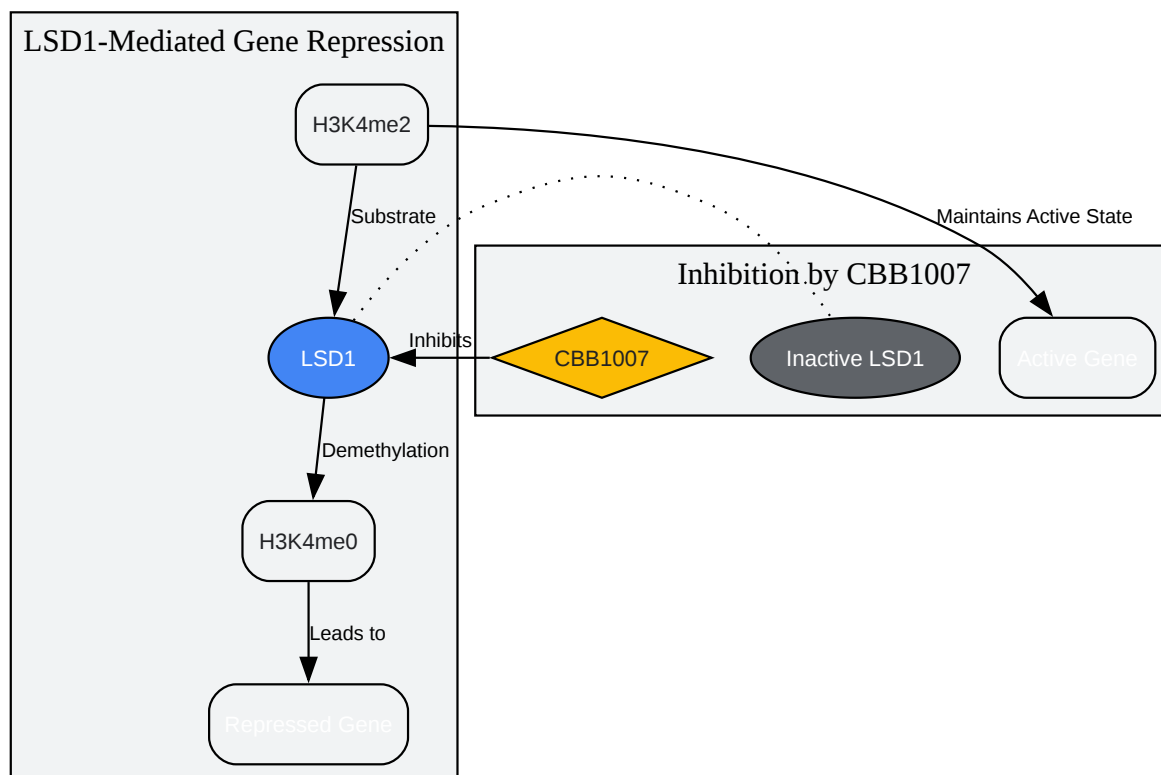 LSD1-Mediated Gene Repression
H3K4me2
Substrate
Maintains Active State
Inhibition by CBB1007
LSD1
Inhibits
CBB1007
Inactive LSD1
Active Gene
Demethylation
H3K4me0
Leads to
Repressed Gene